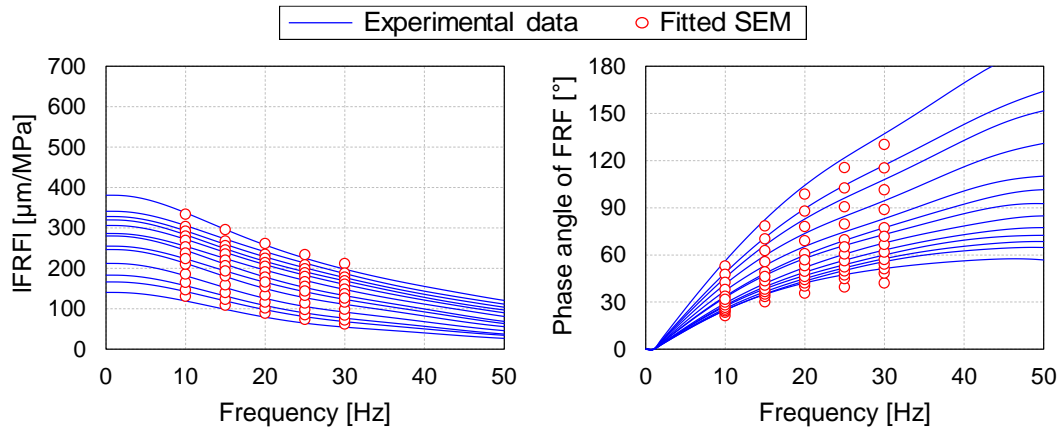 Experimental data Fitted SEM
700
600
500
400
300
200
100
0
0 10 20 30 40 50
Frequency [Hz]
|FRF| [μm/MPa]
180
150
120
90
60
30
0
0 10 20 30 40 50
Frequency [Hz]
Phase angle of FRF [°]